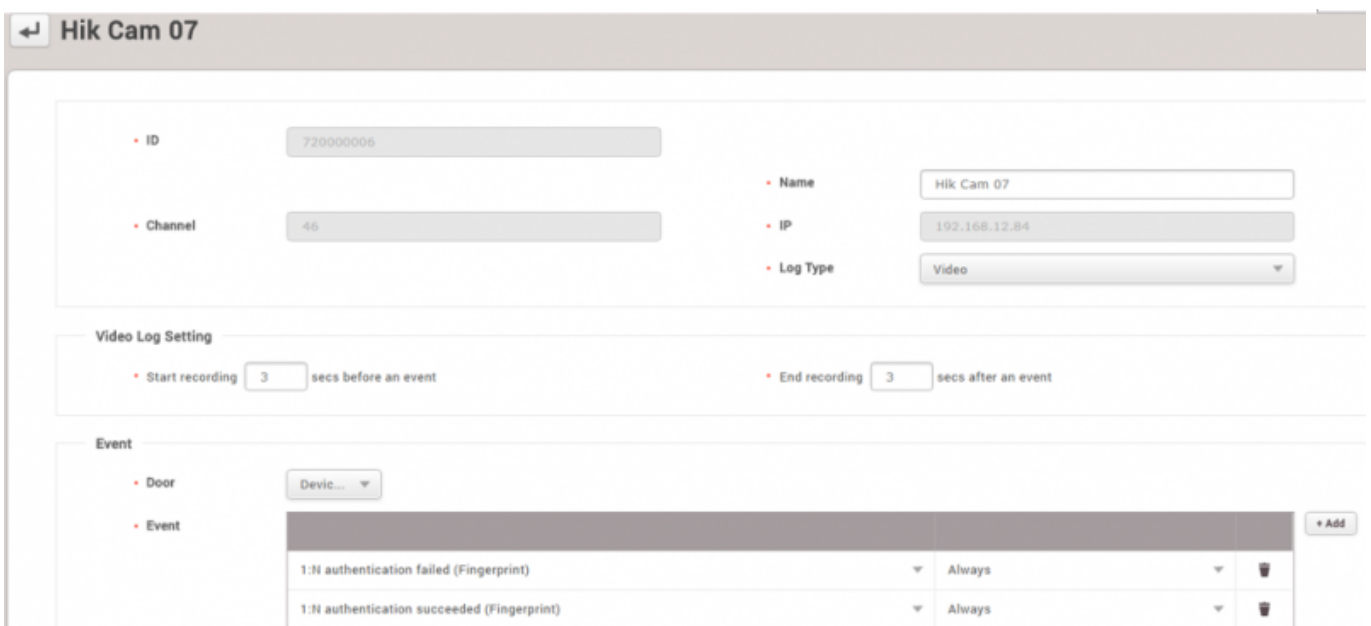 Hik Cam 07
ID 720000006
Name Hik Cam 07
Channel 46 IP 192.168.12.84
Log Type Video
Video Log Setting
Start recording 3 secs before an event End recording 3 secs after an event
Event
Door Devic...
Event + Add
1:N authentication failed (Fingerprint) Always
1:N authentication succeeded (Fingerprint) Always